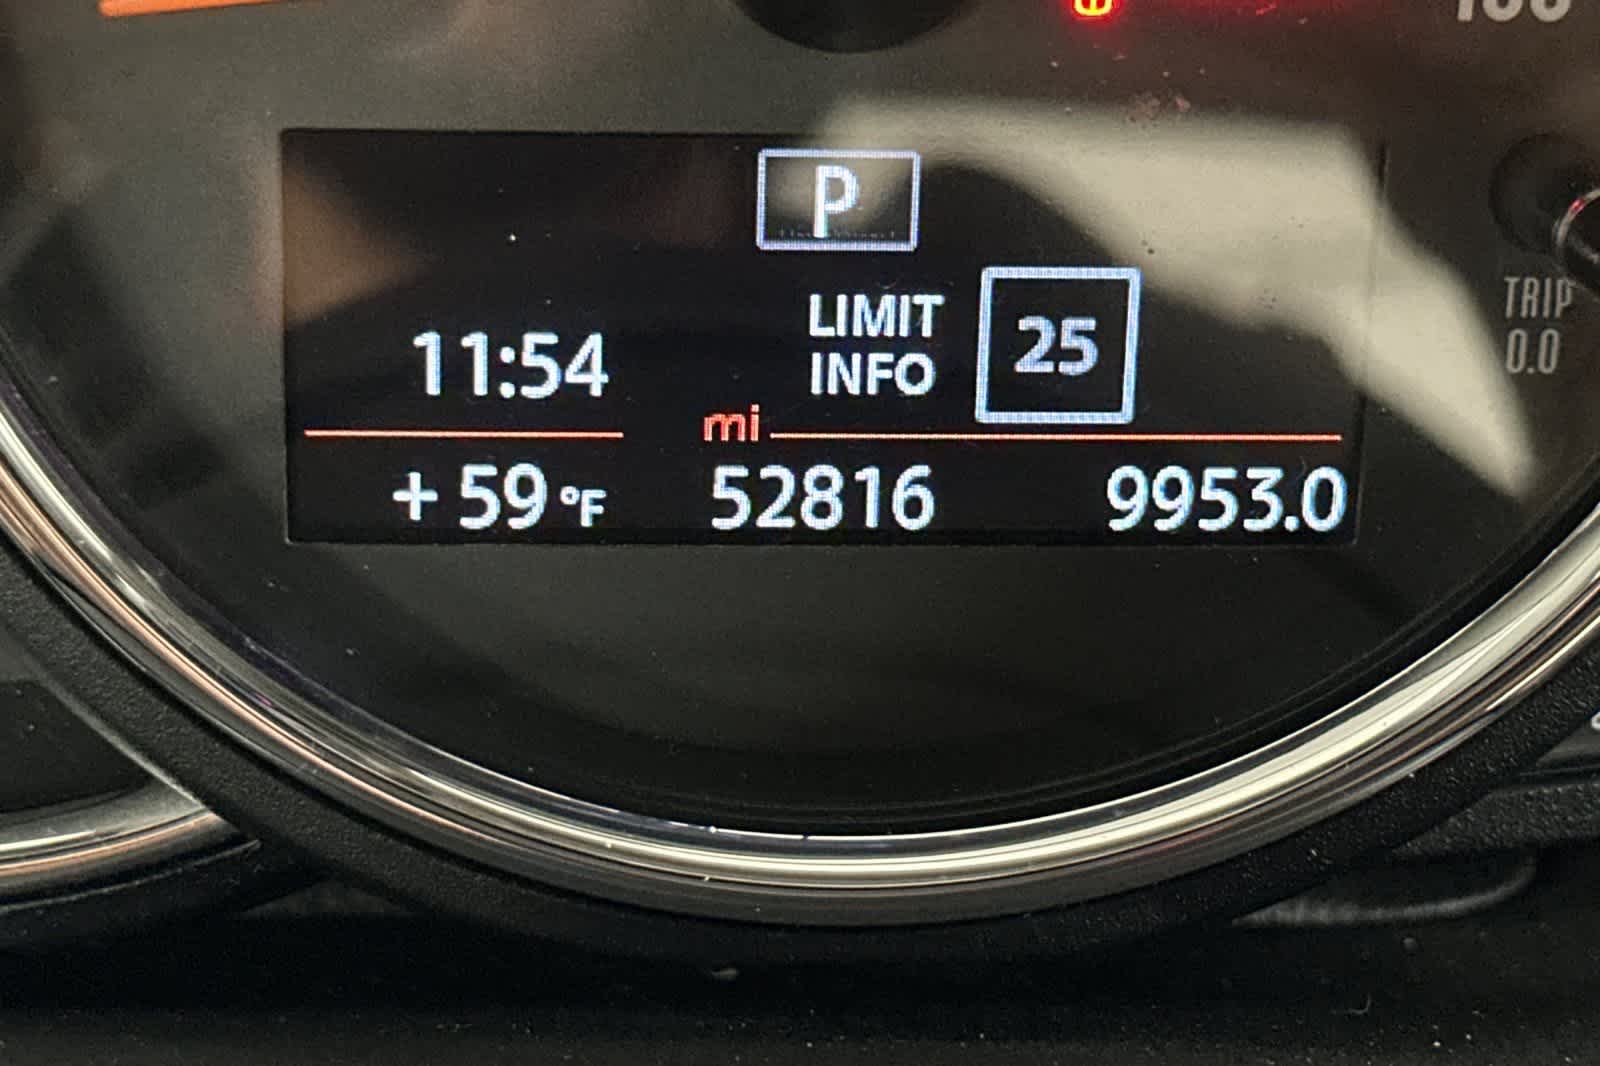 P
LIMIT
INFO
25
11:54
mi
+59°F
52816
9953.0
TRIP
0.0